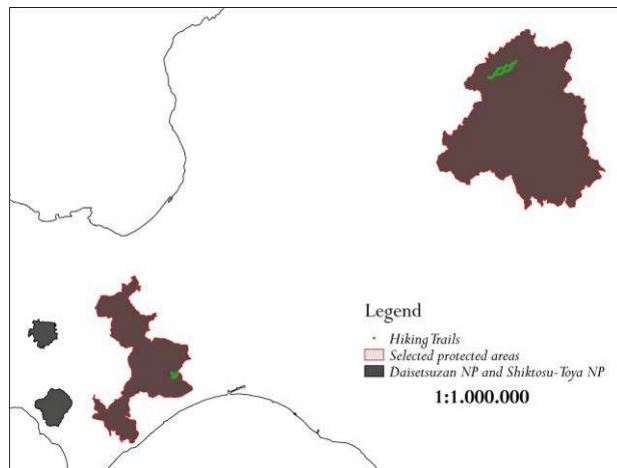 Legend
Hiking Trails
Selected protected areas
Daisetsuzan NP and Shiktosu-Toya NP
1:1.000.000